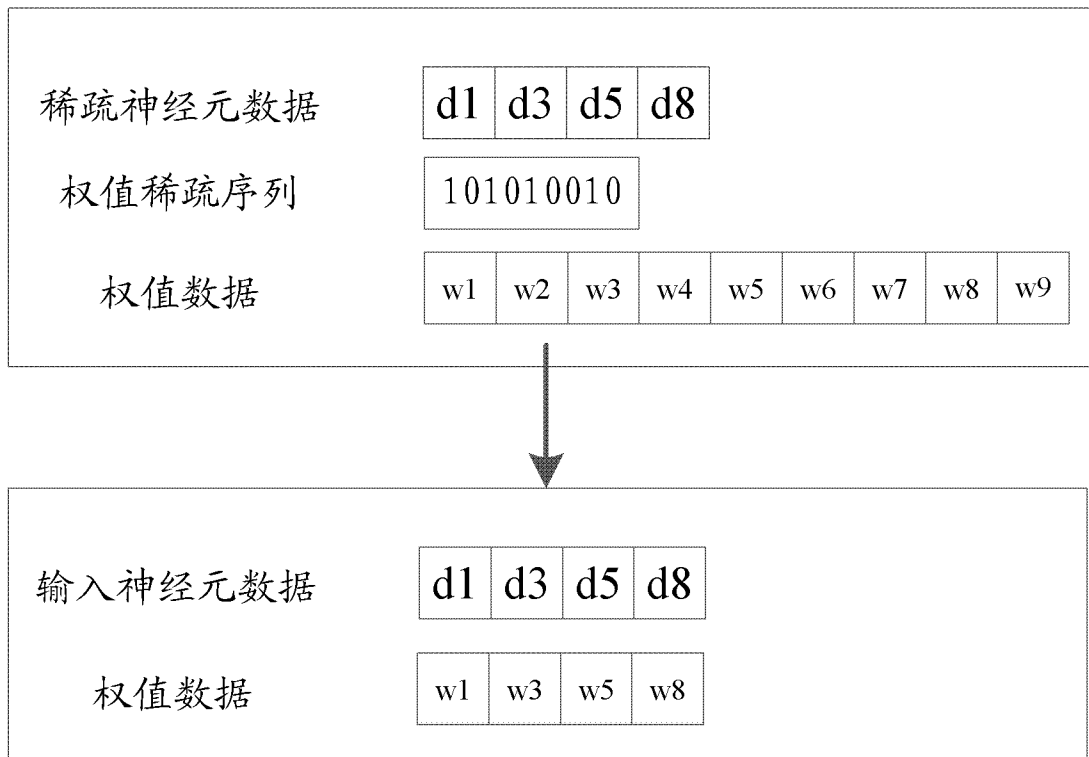 稀疏神经元数据 d1 d3 d5 d8
权值稀疏序列 101010010
权值数据 w1 w2 w3 w4 w5 w6 w7 w8 w9
输入神经元数据 d1 d3 d5 d8
权值数据 w1 w3 w5 w8